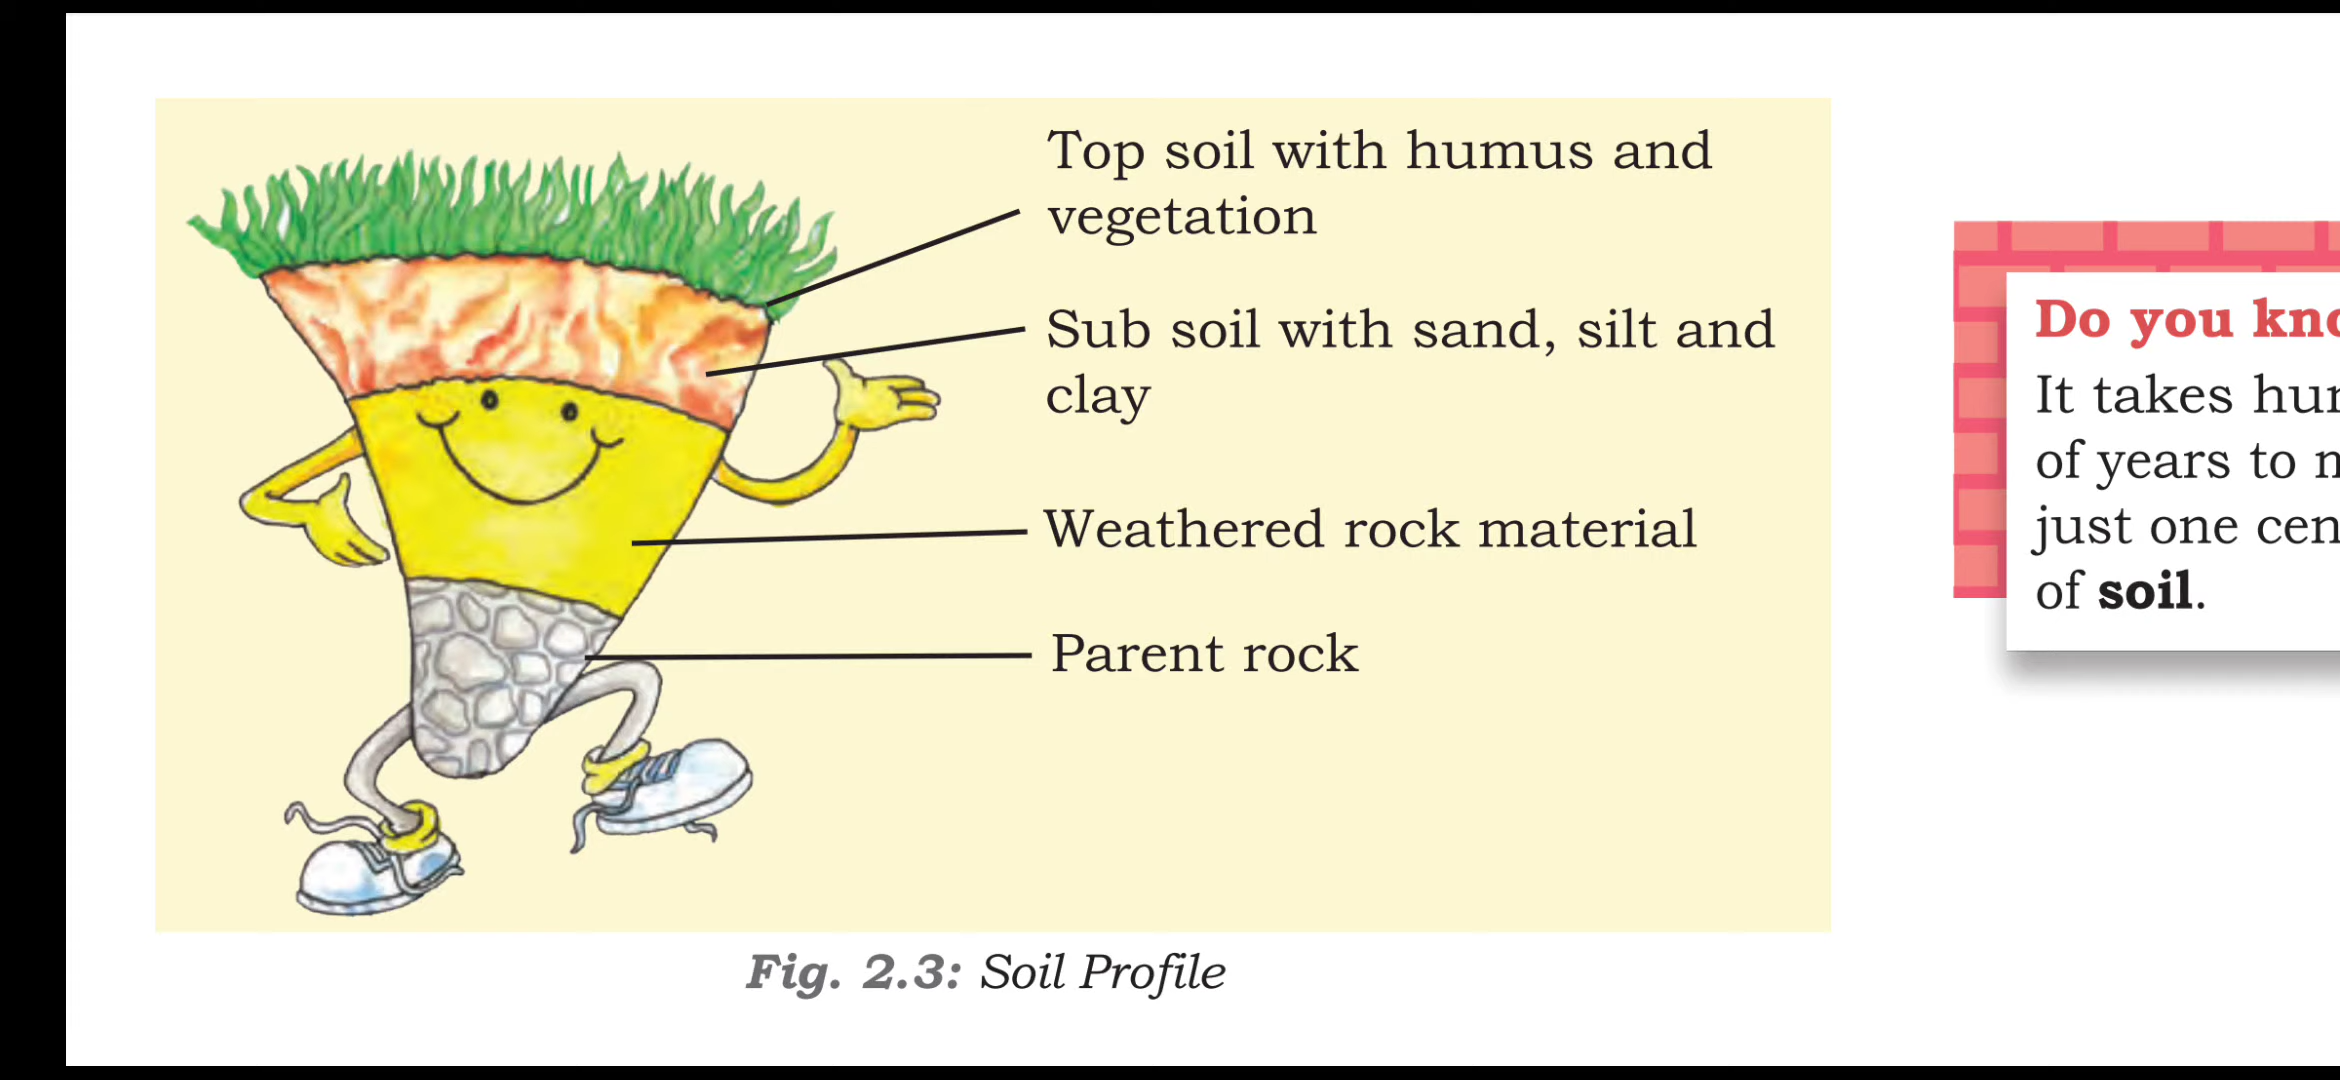 Top soil with humus and
vegetation
Sub soil with sand, silt and
clay
Weathered rock material
Parent rock
Fig. 2.3: Soil Profile
Do you
It takes
of years to
just one
of soil.